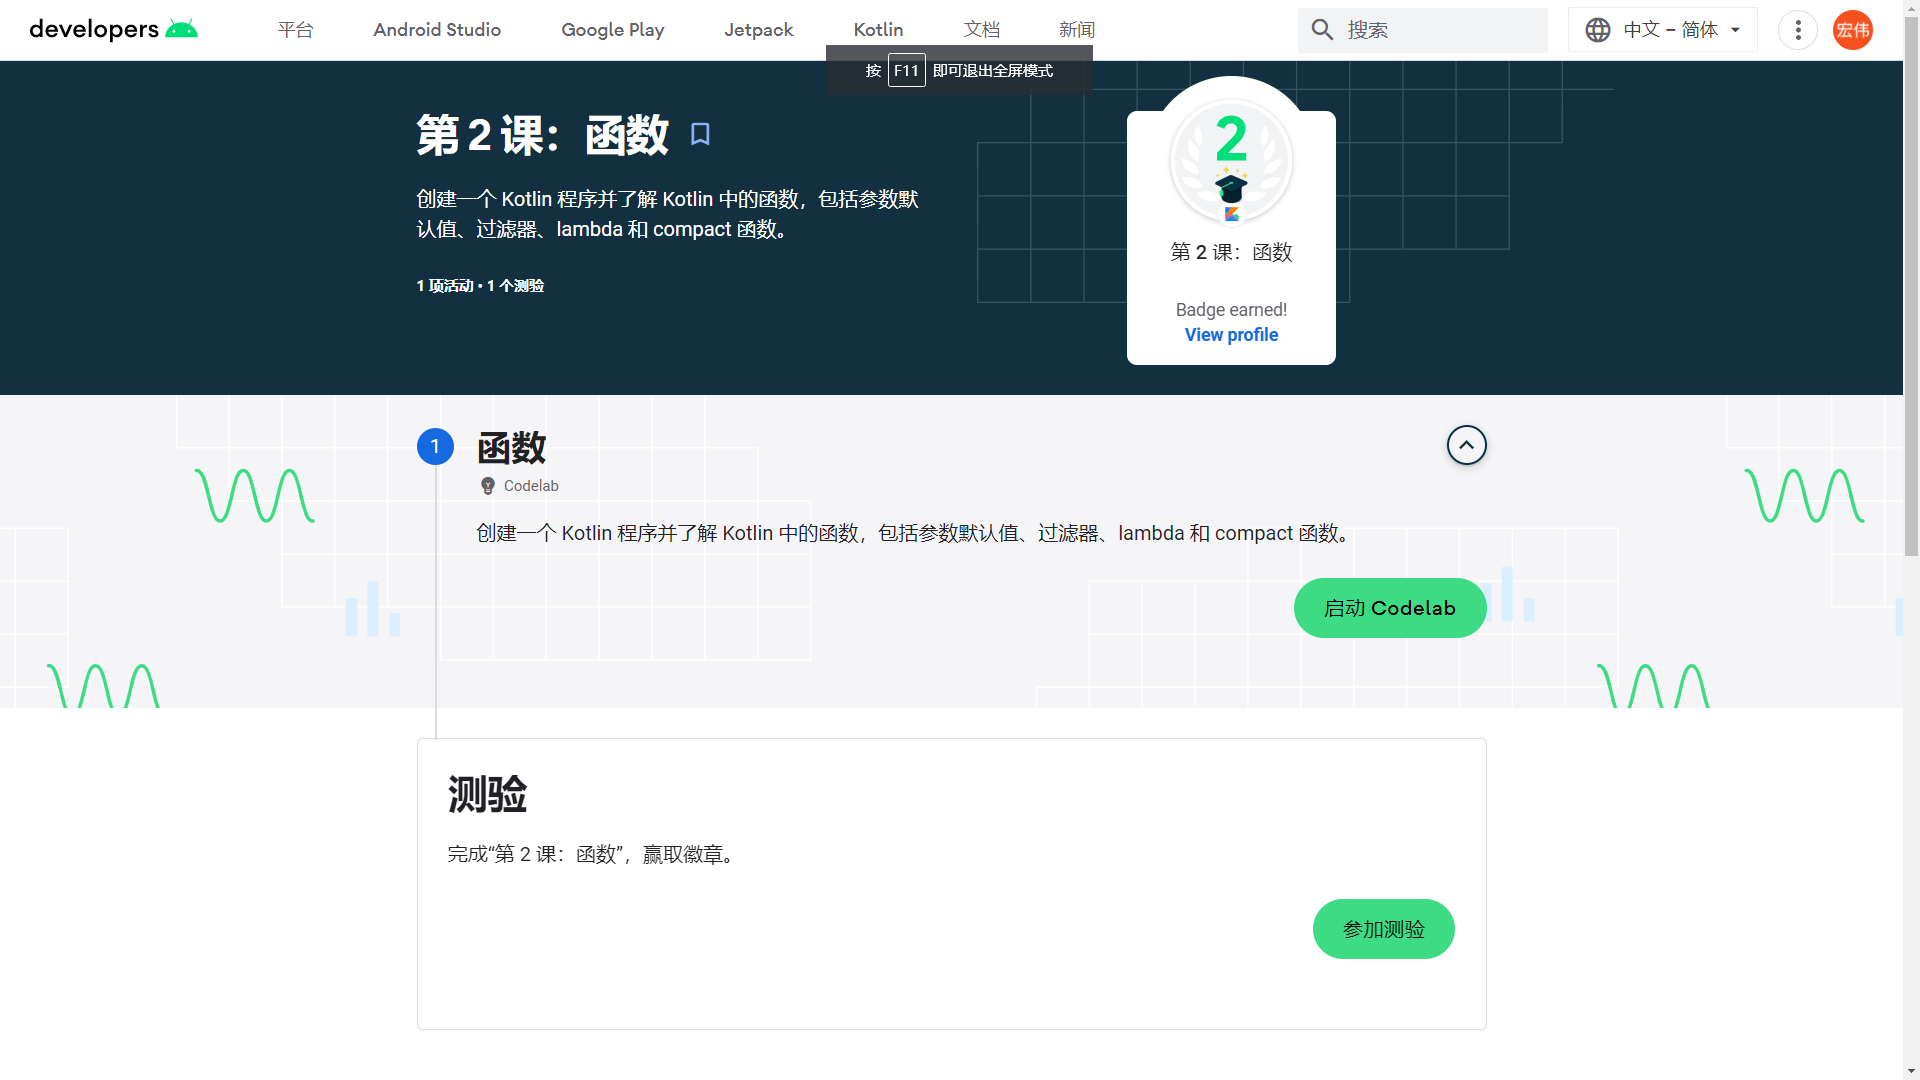 developers
平台
Android Studio
Google Play
Jetpack
Kotlin
文档
新闻
搜索
中文 – 简体
宏伟
按 F11 即可退出全屏模式
第 2 课：函数
创建一个 Kotlin 程序并了解 Kotlin 中的函数，包括参数默
认值、过滤器、lambda 和 compact 函数。
1 项活动 • 1 个测验
2
第 2 课：函数
Badge earned!
View profile
1
函数
Codelab
创建一个 Kotlin 程序并了解 Kotlin 中的函数，包括参数默认值、过滤器、lambda 和 compact 函数。
启动 Codelab
测验
完成“第 2 课：函数”，赢取徽章。
参加测验